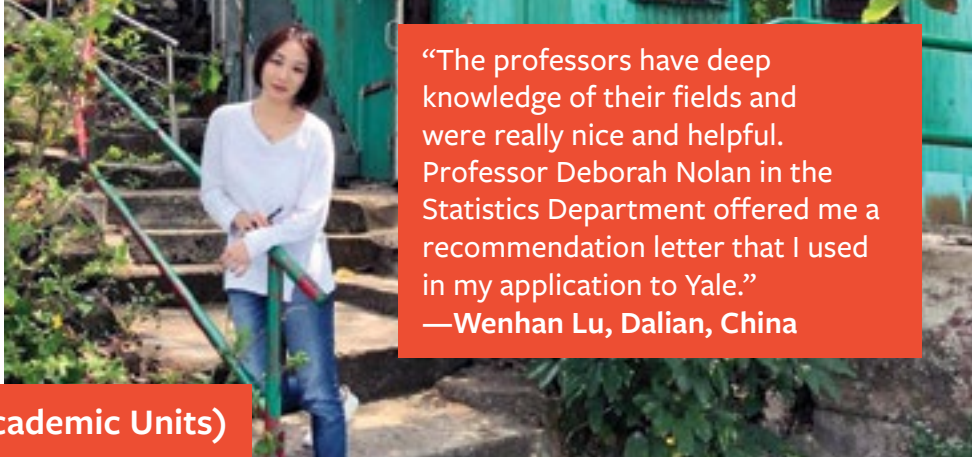 “The professors have deep
knowledge of their fields and
were really nice and helpful.
Professor Deborah Nolan in the
Statistics Department offered me a
recommendation letter that I used
in my application to Yale.”
—Wenhan Lu, Dalian, China
cademic Units)